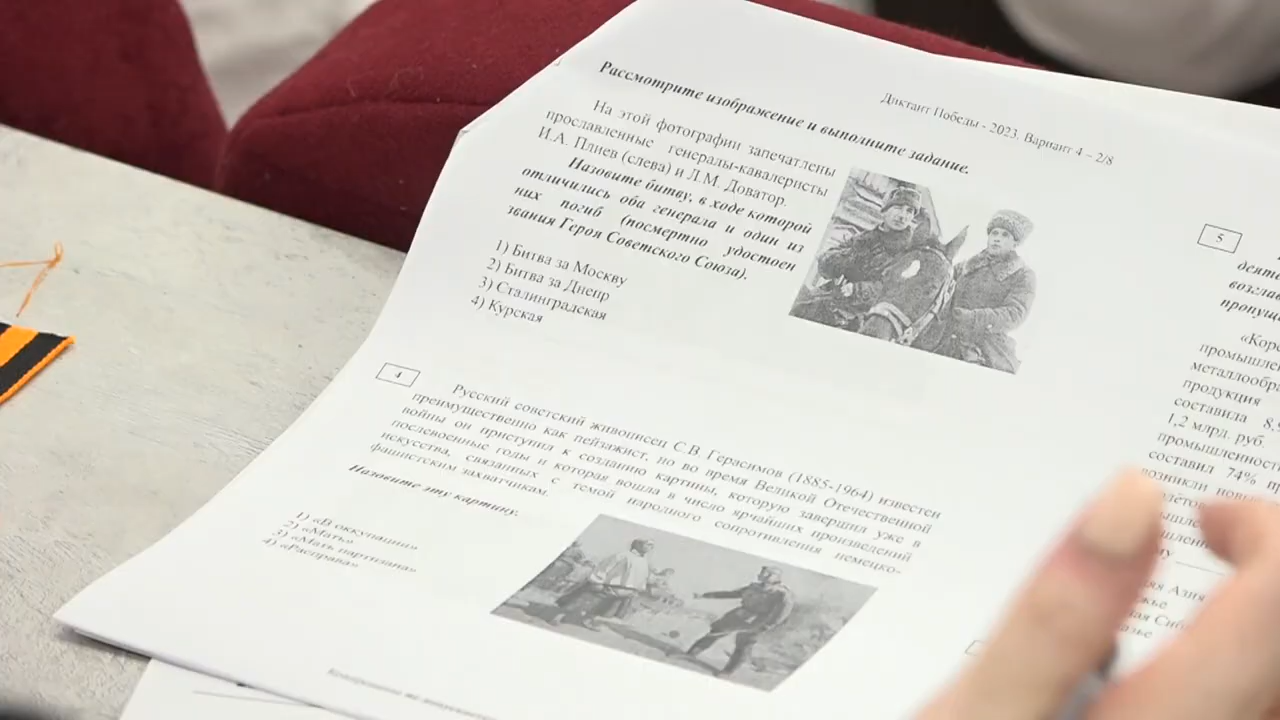 Диктант Победы - 2023. Вариант 4 – 2/8
Рассмотрите изображение и выполните задание.
На этой фотографии запечатлены
прославленные генералы-кавалеристы
И.А. Плиев (слева) и Л.М. Доватор.
Назовите битву, в ходе которой
отличились оба генерала и один из
них погиб (посмертно удостоен
звания Героя Советского Союза).
1) Битва за Москву
2) Битва за Днепр
3) Сталинградская
4) Курская
4
Русский советский живописец С.В. Герасимов (1885-1964) известен
преимущественно как пейзажист, но во время Великой Отечественной
войны он приступил к созданию картины, которую завершил уже в
послевоенные годы и которая вошла в число ярчайших произведений
искусства, связанных с темой народного сопротивления немецко-
фашистским захватчикам.
Назовите эту картину.
1) «В оккупации»
2) «Мать»
3) «Мать партизана»
4) «Расправа»
5
«Кор
промышлен
металлообра
продукция
составила 8,
1,2 млрд. руб.
промышленност
составил 74%
возникли новы